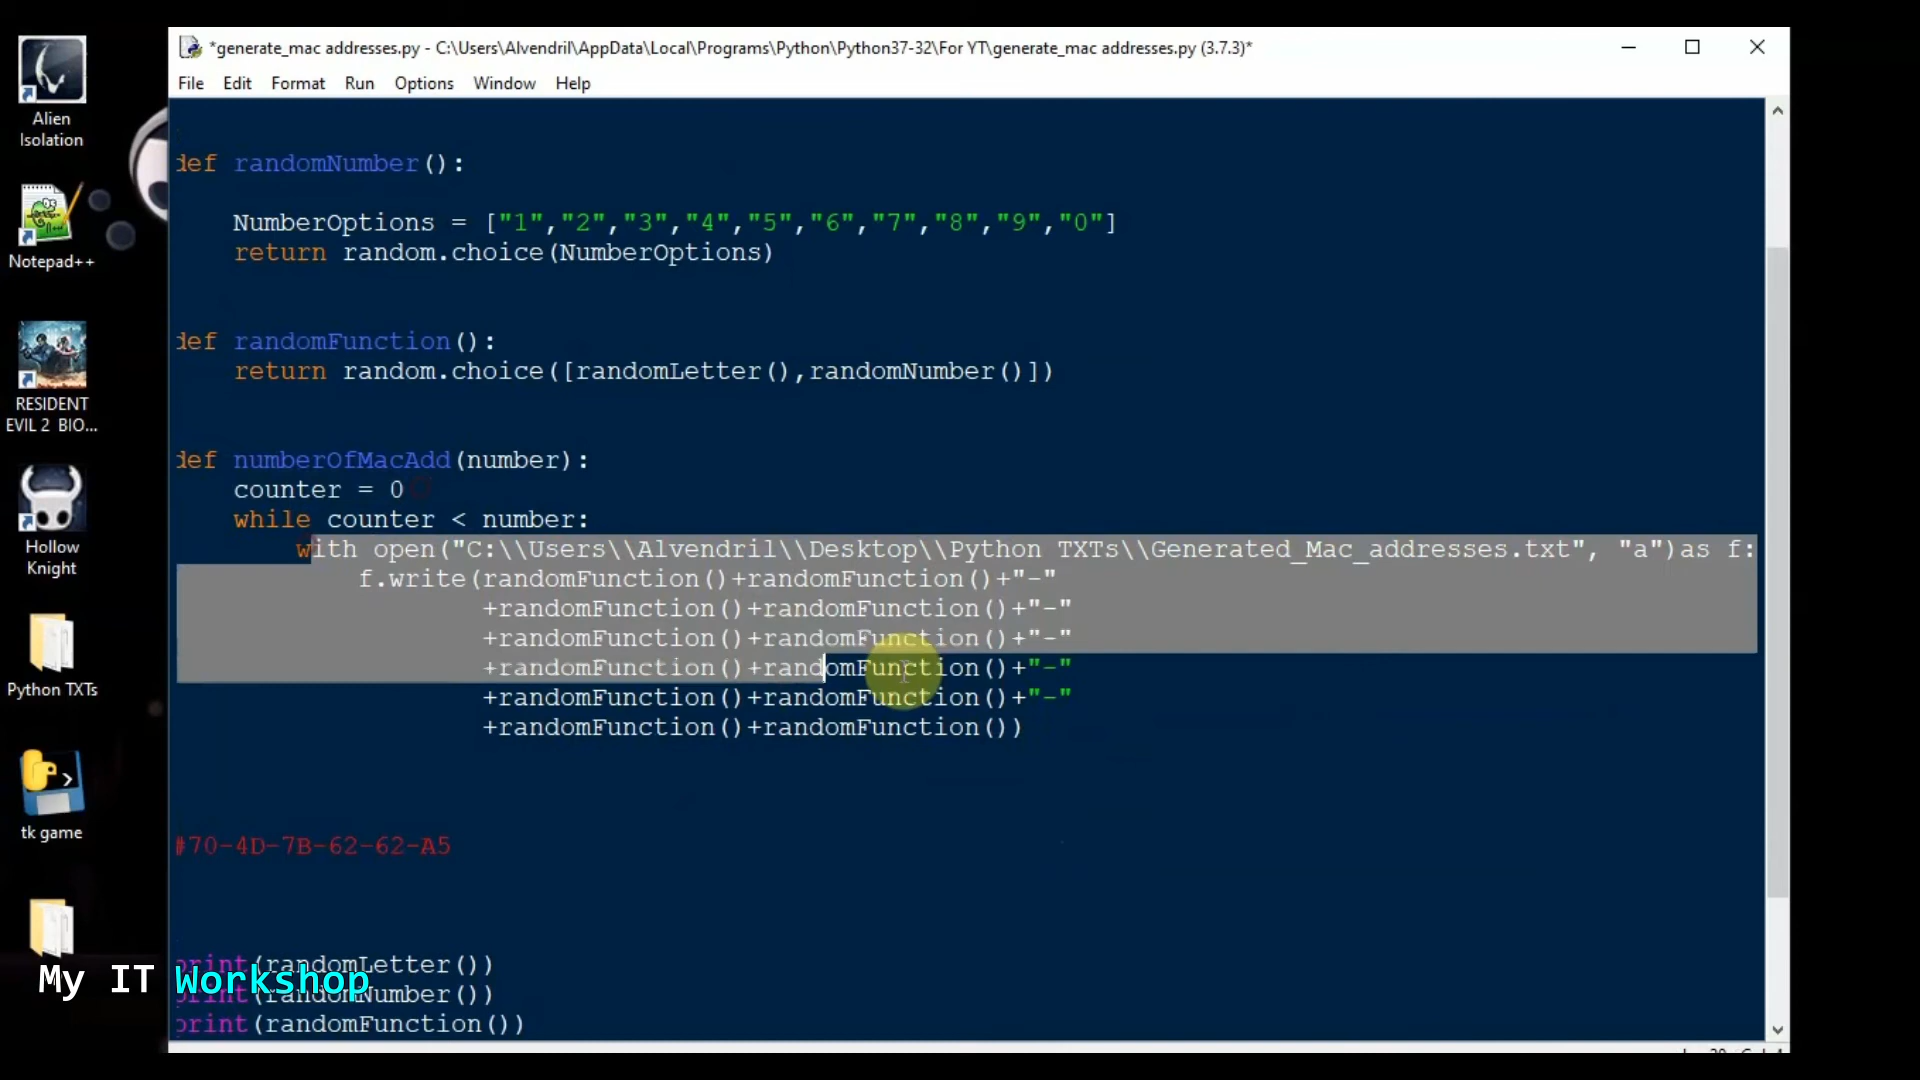 *generate_mac addresses.py - C:\Users\Alvendril\AppData\Local\Programs\Python\Python37-32\For YT\generate_mac addresses.py (3.7.3)*
File Edit Format Run Options Window Help
Alien
Isolation
Notepad++
RESIDENT
EVIL 2 BIO...
Hollow
Knight
Python TXTs
tk game
def randomNumber():
NumberOptions = ["1","2","3","4","5","6","7","8","9","0"]
return random.choice(NumberOptions)
def randomFunction():
return random.choice([randomLetter(),randomNumber()])
def numberOfMacAdd(number):
counter = 0
while counter < number:
with open("C:\\Users\\Alvendril\\Desktop\\Python TXTs\\Generated_Mac_addresses.txt", "a")as f:
f.write(randomFunction()+randomFunction()+"-"
+randomFunction()+randomFunction()+"-"
+randomFunction()+randomFunction()+"-"
+randomFunction()+randomFunction()+"-"
+randomFunction()+randomFunction()+"-"
+randomFunction()+randomFunction())
#70-4D-7B-62-62-A5
print(randomLetter())
print(randomNumber())
print(randomFunction())
My IT Workshop